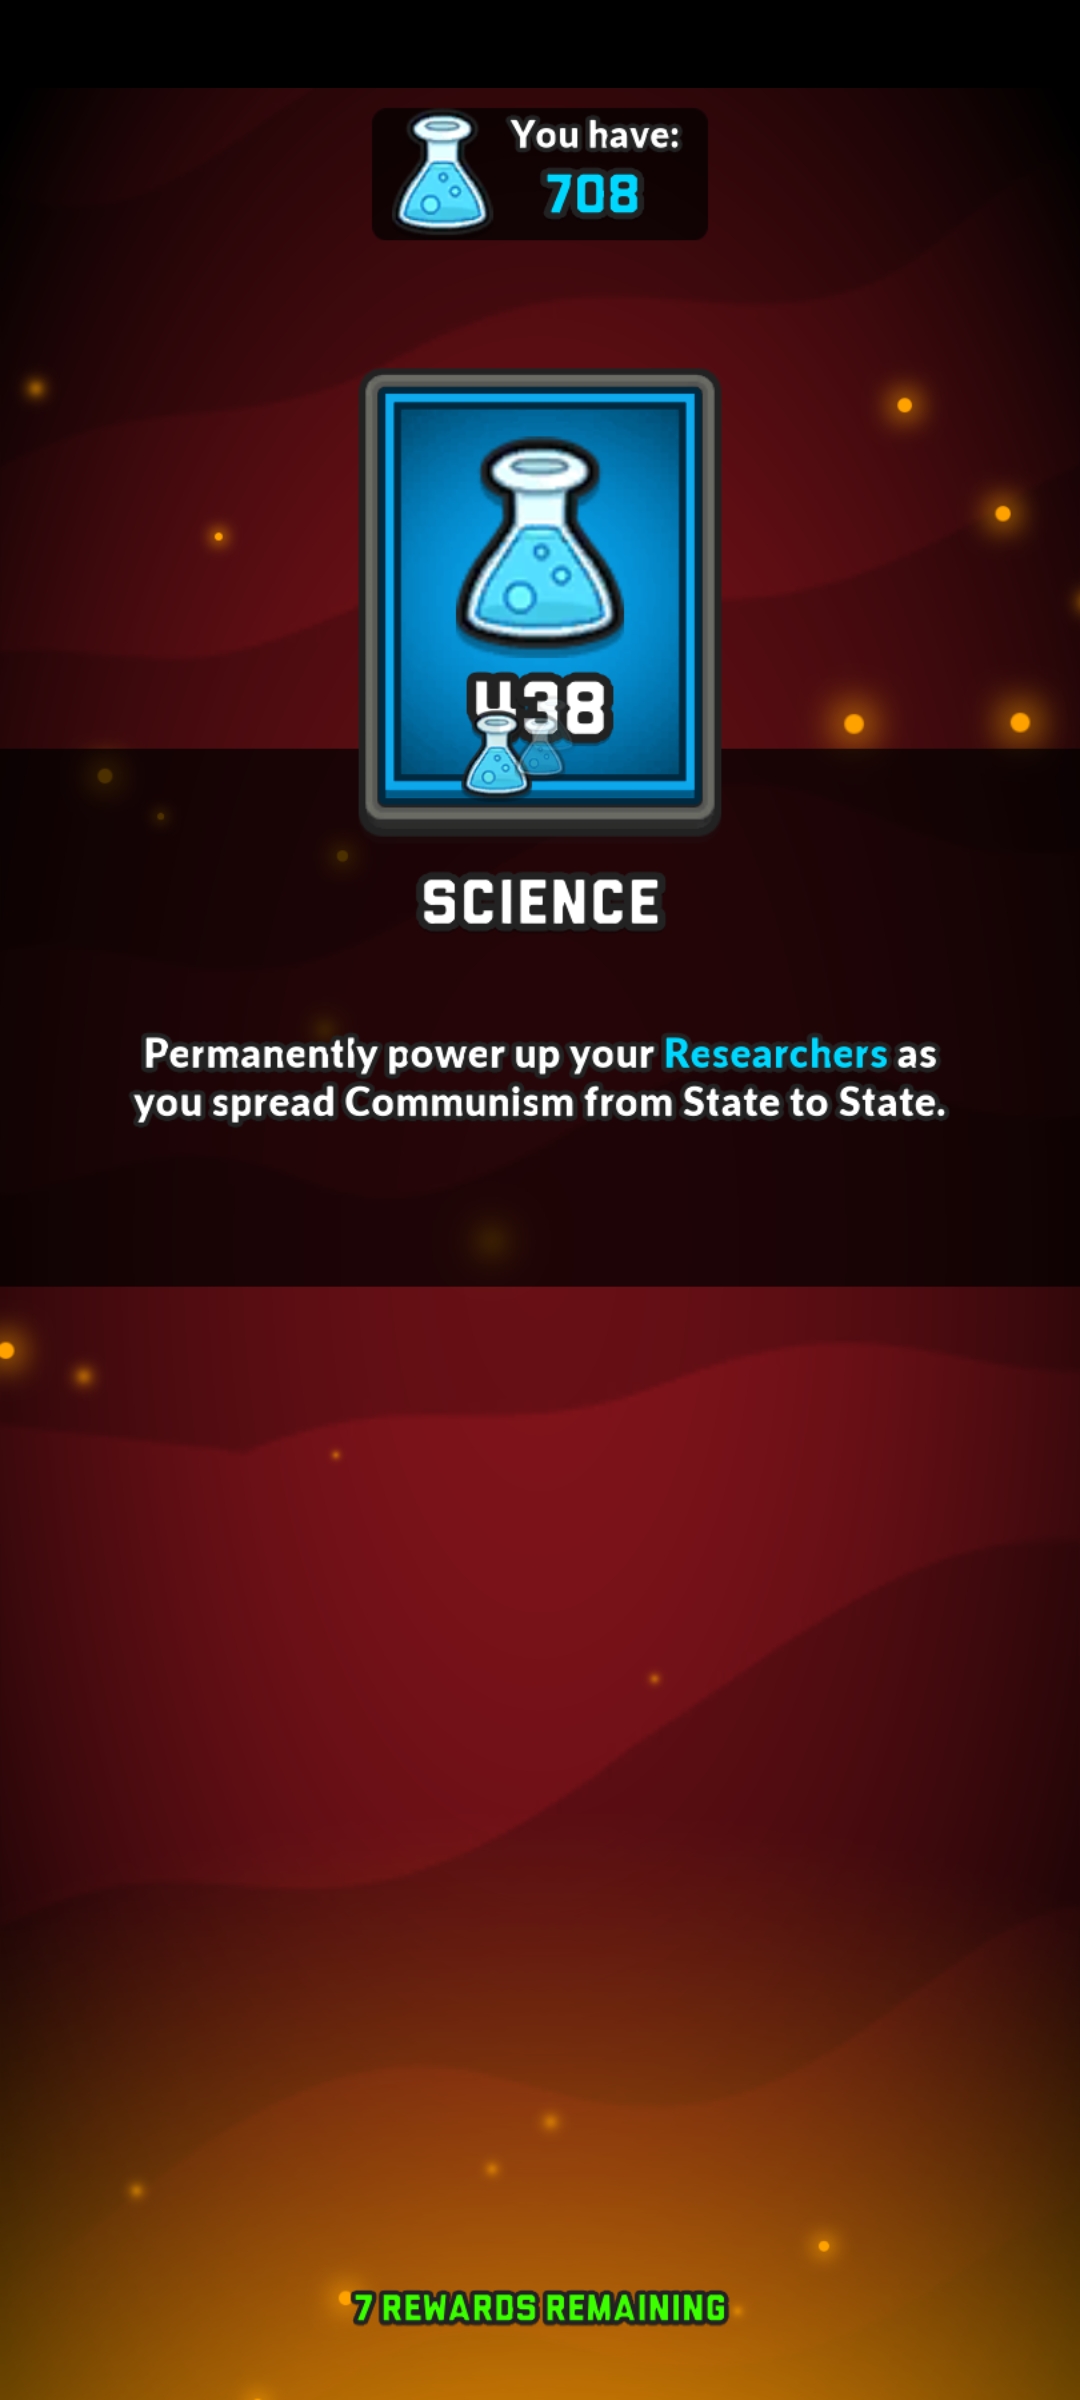 You have:
708
438
SCIENCE
Permanently power up your Researchers as
you spread Communism from State to State.
7 REWARDS REMAINING